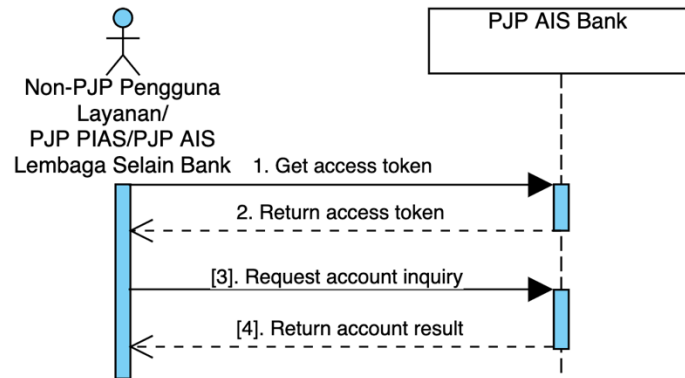 PJP AIS Bank
Non-PJP Pengguna
Layanan/
PJP PIAS/PJP AIS
Lembaga Selain Bank
1. Get access token
2. Return access token
[3]. Request account inquiry
[4]. Return account result